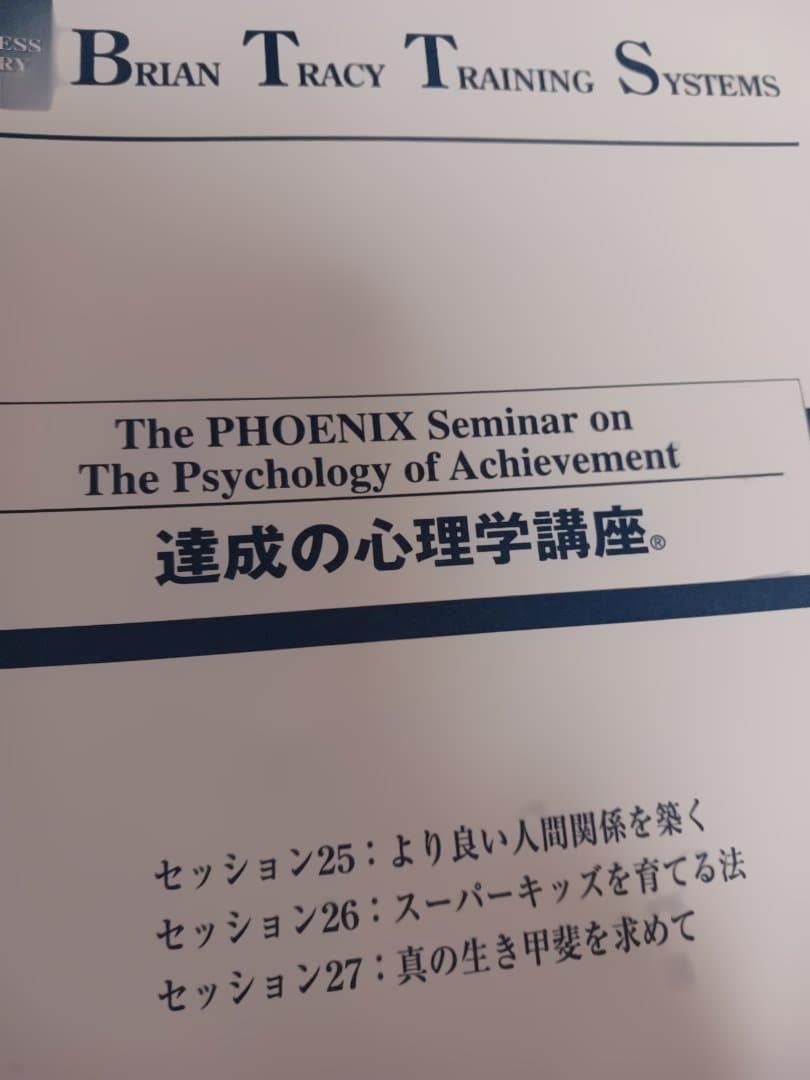 ESS
RY
BRIAN TRACY TRAINING SYSTEMS
The PHOENIX Seminar on
The Psychology of Achievement
達成の心理学講座®
セッション25：より良い人間関係を築く
セッション26：スーパーキッズを育てる法
セッション27：真の生き甲斐を求めて